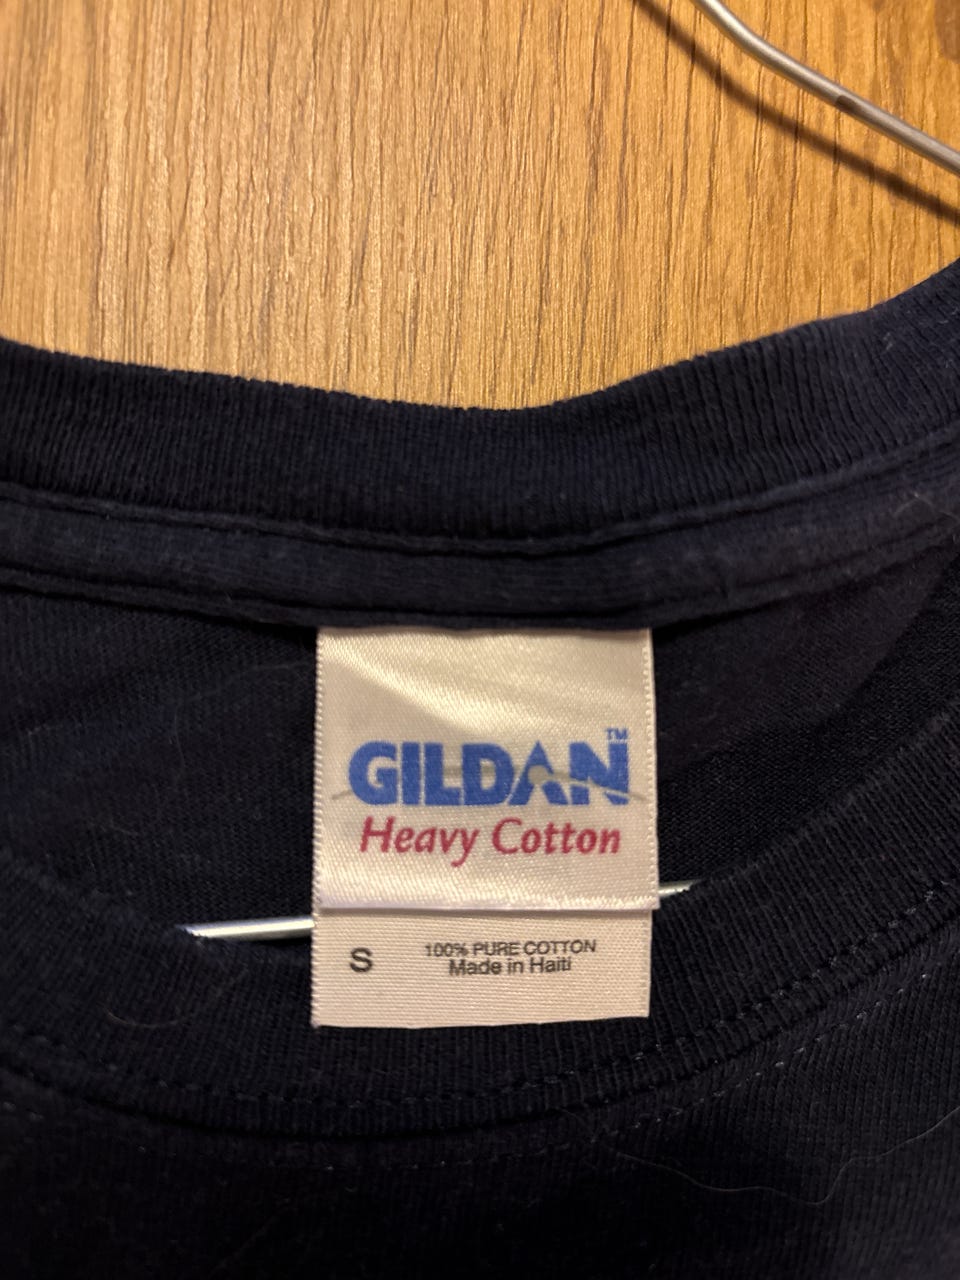 GILDAN™
Heavy Cotton
S 100% PURE COTTON
Made in Haiti